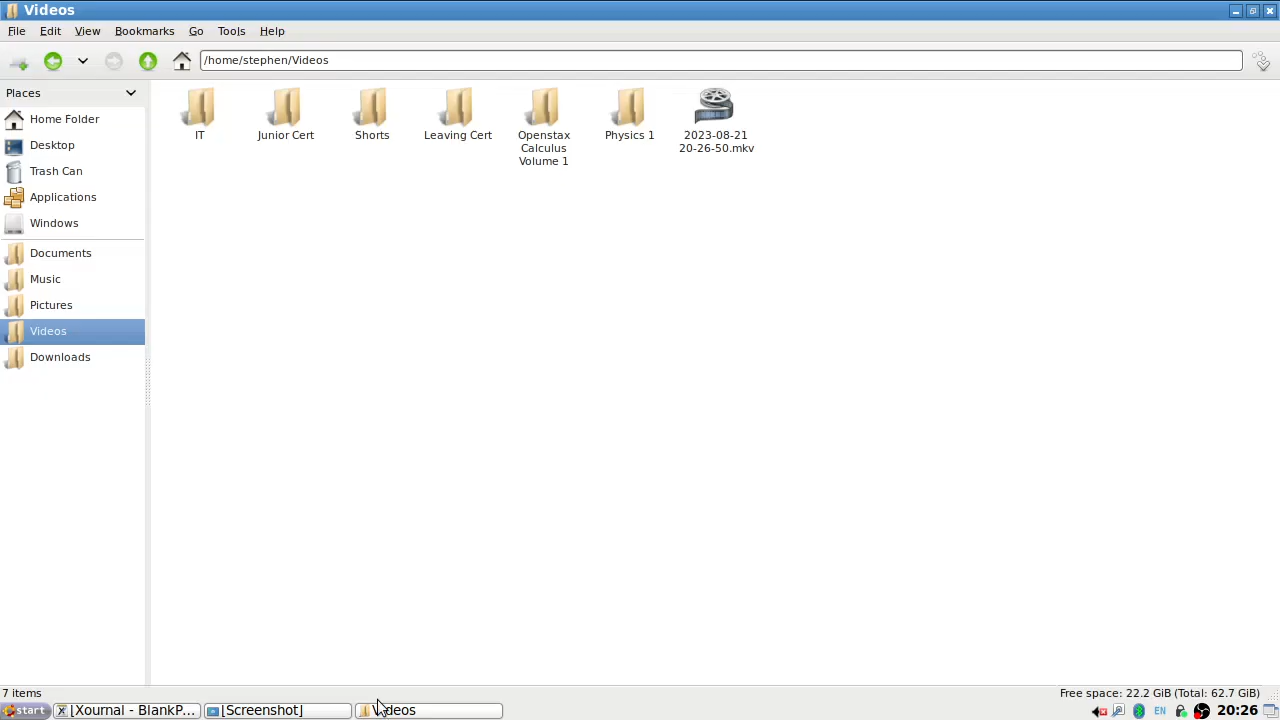 Videos
File Edit View Bookmarks Go Tools Help
/home/stephen/Videos
Places
Home Folder
Desktop
Trash Can
Applications
Windows
Documents
Music
Pictures
Videos
Downloads
IT
Junior Cert
Shorts
Leaving Cert
Openstax
Calculus
Volume 1
Physics 1
2023-08-21
20-26-50.mkv
7 items
Free space: 22.2 GiB (Total: 62.7 GiB)
start
[Xournal - BlankP...
[Screenshot]
Videos
EN
20:26